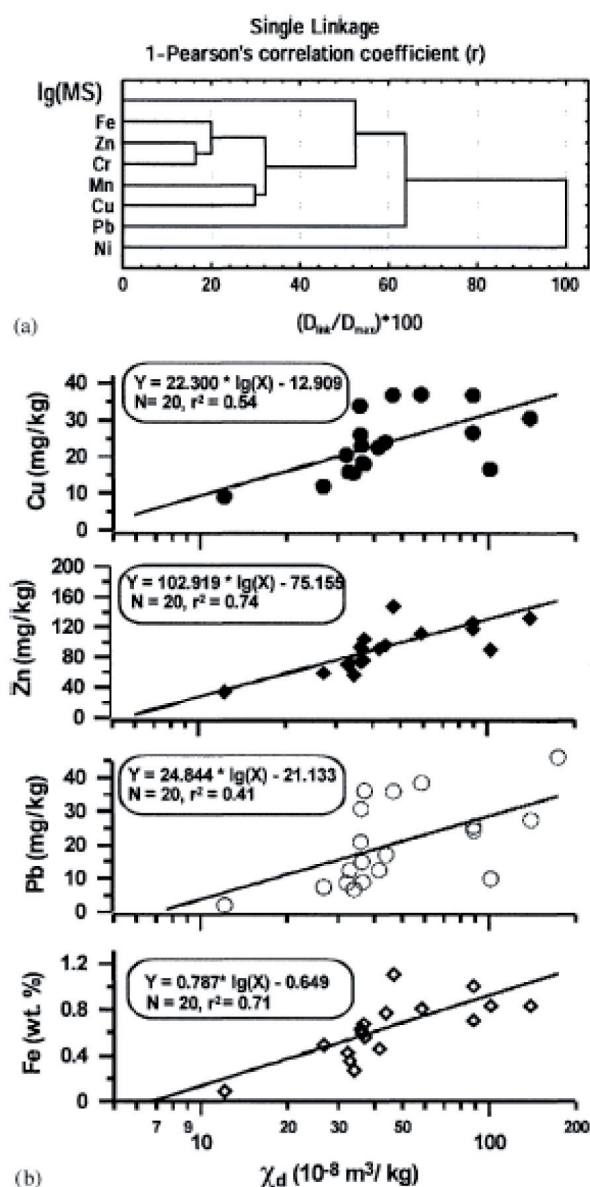 Single Linkage
1-Pearson's correlation coefficient (r)
lg(MS)
Fe
Zn
Cr
Mn
Cu
Pb
Ni
0 20 40 60 80 100
(a) (D_link/D_max)*100
Y = 22.300 * lg(X) - 12.909
N= 20, r² = 0.54
Cu (mg/kg)
40
30
20
10
0
Y = 102.919 * lg(X) - 75.155
N = 20, r² = 0.74
Zn (mg/kg)
200
160
120
80
40
0
Y = 24.844 * lg(X) - 21.133
N = 20, r² = 0.41
Pb (mg/kg)
40
30
20
10
0
Y = 0.787* lg(X) - 0.649
N = 20, r² = 0.71
Fe (wt. %)
1.2
0.8
0.4
0
7 9 10 20 30 50 100 200
(b) χd (10⁻⁸ m³/ kg)